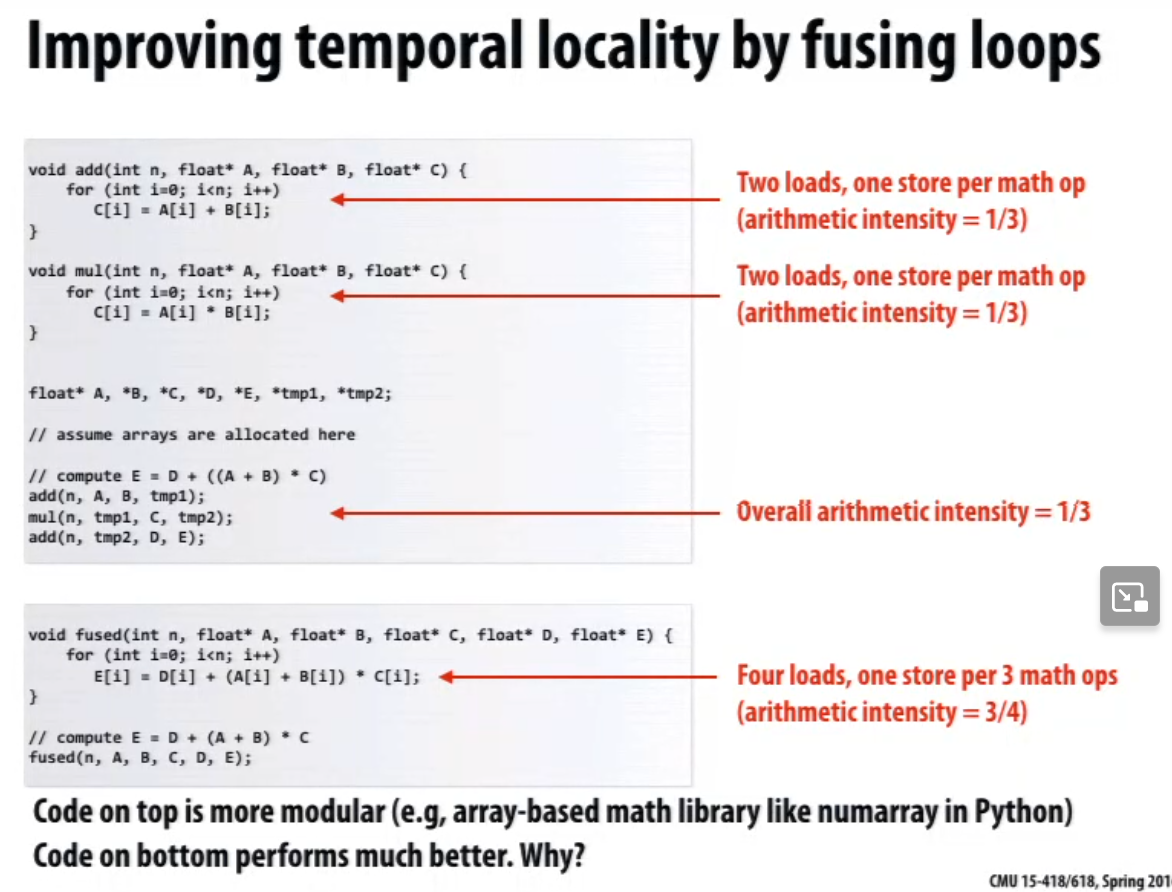 Improving temporal locality by fusing loops
void add(int n, float* A, float* B, float* C) {
    for (int i=0; i<n; i++)
        C[i] = A[i] + B[i];
}
Two loads, one store per math op
(arithmetic intensity = 1/3)
void mul(int n, float* A, float* B, float* C) {
    for (int i=0; i<n; i++)
        C[i] = A[i] * B[i];
}
Two loads, one store per math op
(arithmetic intensity = 1/3)
float* A, *B, *C, *D, *E, *tmp1, *tmp2;
// assume arrays are allocated here
// compute E = D + ((A + B) * C)
add(n, A, B, tmp1);
mul(n, tmp1, C, tmp2);
add(n, tmp2, D, E);
Overall arithmetic intensity = 1/3
void fused(int n, float* A, float* B, float* C, float* D, float* E) {
    for (int i=0; i<n; i++)
        E[i] = D[i] + (A[i] + B[i]) * C[i];
}
// compute E = D + (A + B) * C
fused(n, A, B, C, D, E);
Four loads, one store per 3 math ops
(arithmetic intensity = 3/4)
Code on top is more modular (e.g, array-based math library like numarray in Python)
Code on bottom performs much better. Why?
CMU 15-418/618, Spring 201